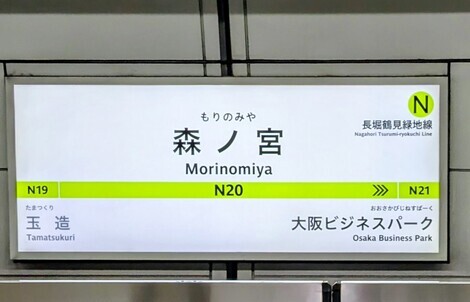 もりのみや
森ノ宮
Morinomiya
N
長堀鶴見緑地線
Nagahori Tsurumi-ryokuchi Line
N19
N20
N21
たまつくり
玉造
Tamatsukuri
おおさかびじねすぱーく
大阪ビジネスパーク
Osaka Business Park